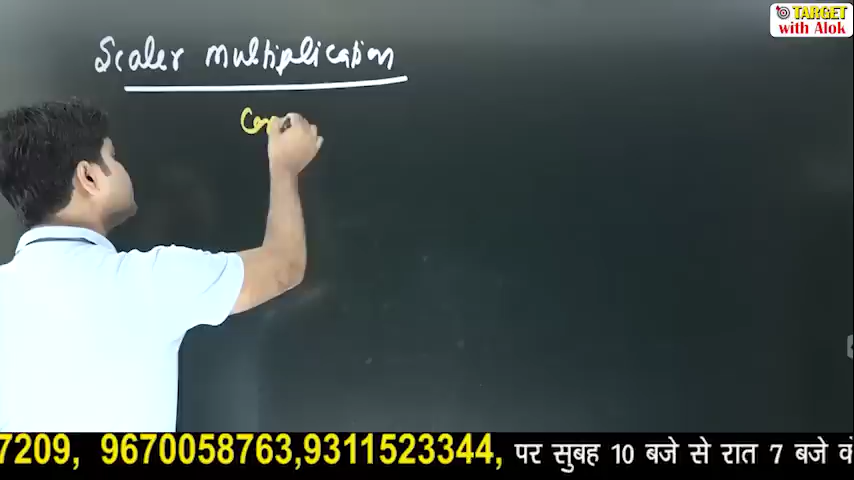 TARGET
with Alok
Scaler multiplication
7209, 9670058763,9311523344, पर सुबह 10 बजे से रात 7 बजे